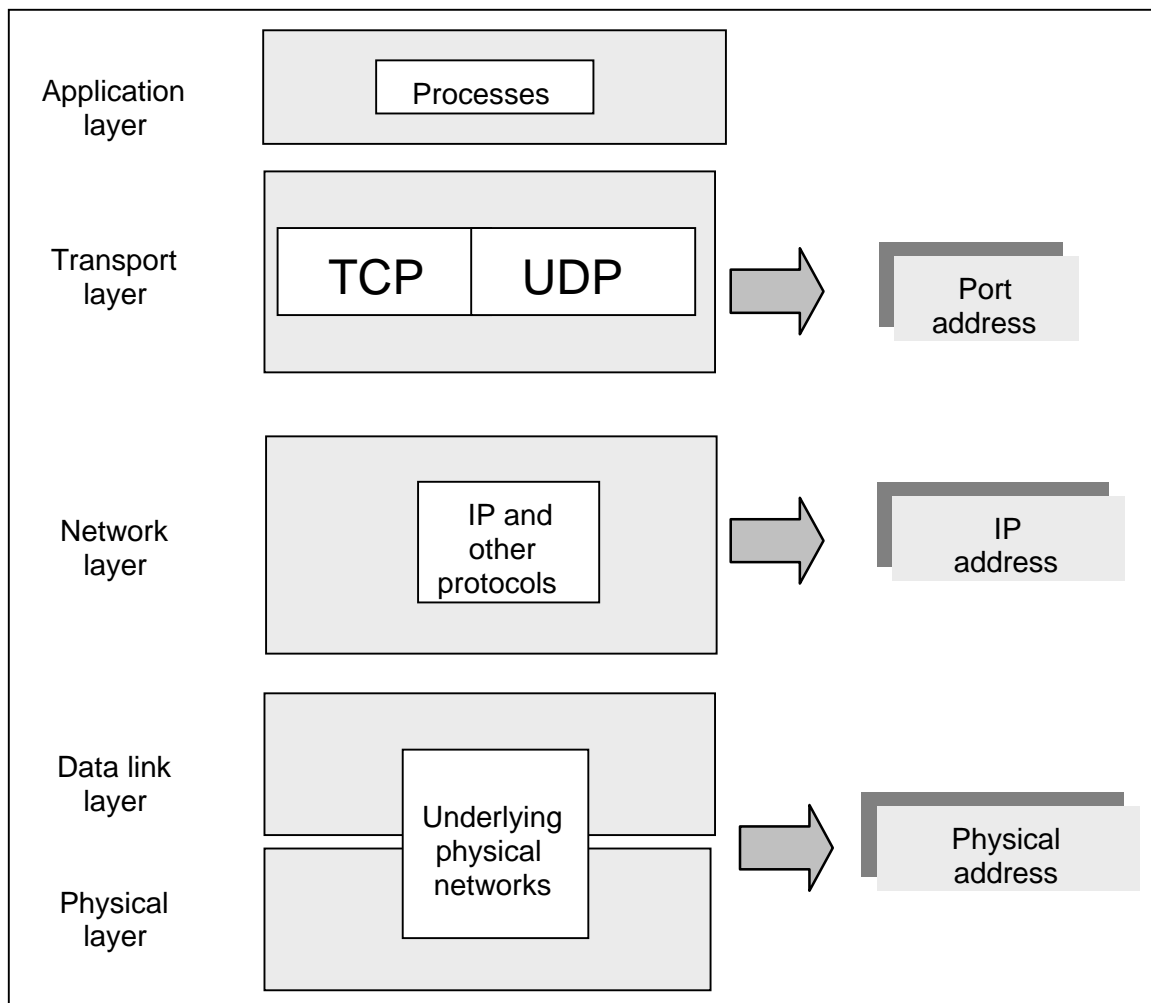 Application
layer
Processes
Transport
layer
TCP
UDP
Port
address
Network
layer
IP and
other
protocols
IP
address
Data link
layer
Underlying
physical
networks
Physical
address
Physical
layer